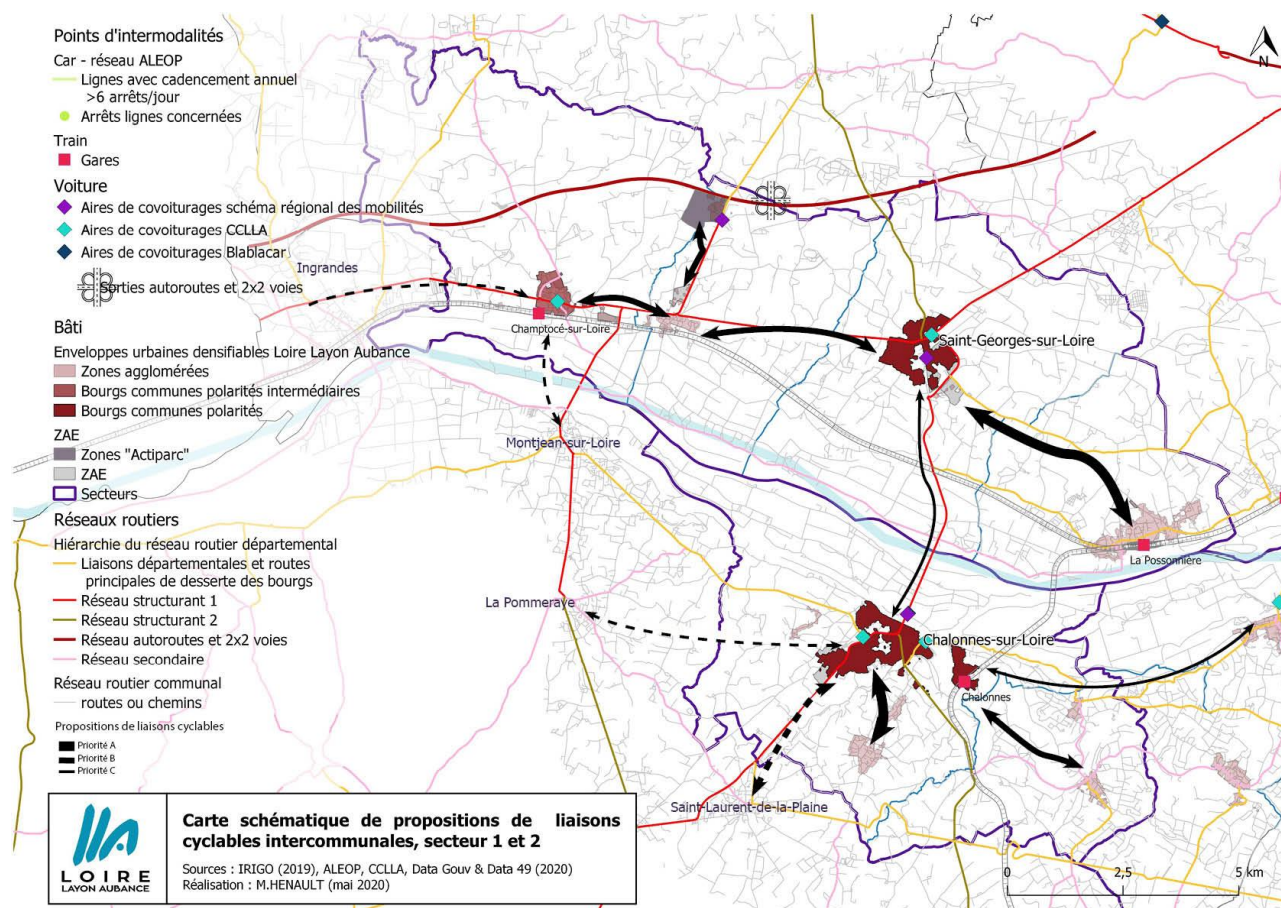 Points d'intermodalités
Car - réseau ALEOP
Lignes avec cadencement annuel
>6 arrêts/jour
Arrêts lignes concernées
Train
Gares
Voiture
Aires de covoiturages schéma régional des mobilités
Aires de covoiturages CCLLA
Aires de covoiturages Blablacar
Sorties autoroutes et 2x2 voies
Bâti
Enveloppes urbaines densifiables Loire Layon Aubance
Zones agglomérées
Bourgs communes polarités intermédiaires
Bourgs communes polarités
ZAE
Zones "Actiparc"
ZAE
Secteurs
Réseaux routiers
Hiérarchie du réseau routier départemental
Liaisons départementales et routes
principales de desserte des bourgs
Réseau structurant 1
Réseau structurant 2
Réseau autoroutes et 2x2 voies
Réseau secondaire
Réseau routier communal
routes ou chemins
Propositions de liaisons cyclables
Priorité A
Priorité B
Priorité C
N
Ingrandes
Champtocé-sur-Loire
Saint-Georges-sur-Loire
Montjean-sur-Loire
La Possonnière
La Pommeraye
Chalonnes-sur-Loire
Chalonnes
Saint-Laurent-de-la-Plaine
LOIRE
LAYON AUBANCE
Carte schématique de propositions de liaisons
cyclables intercommunales, secteur 1 et 2
Sources : IRIGO (2019), ALEOP, CCLLA, Data Gouv & Data 49 (2020)
Réalisation : M.HENAULT (mai 2020)
0 2,5 5 km